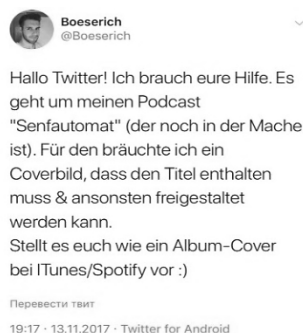 Boeserich
@Boeserich
Hallo Twitter! Ich brauch eure Hilfe. Es
geht um meinen Podcast
"Senfautomat" (der noch in der Mache
ist). Für den bräuchte ich ein
Coverbild, dass den Titel enthalten
muss & ansonsten freigestaltet
werden kann.
Stellt es euch wie ein Album-Cover
bei ITunes/Spotify vor :)
Перевести твит
19:17 · 13.11.2017 · Twitter for Android